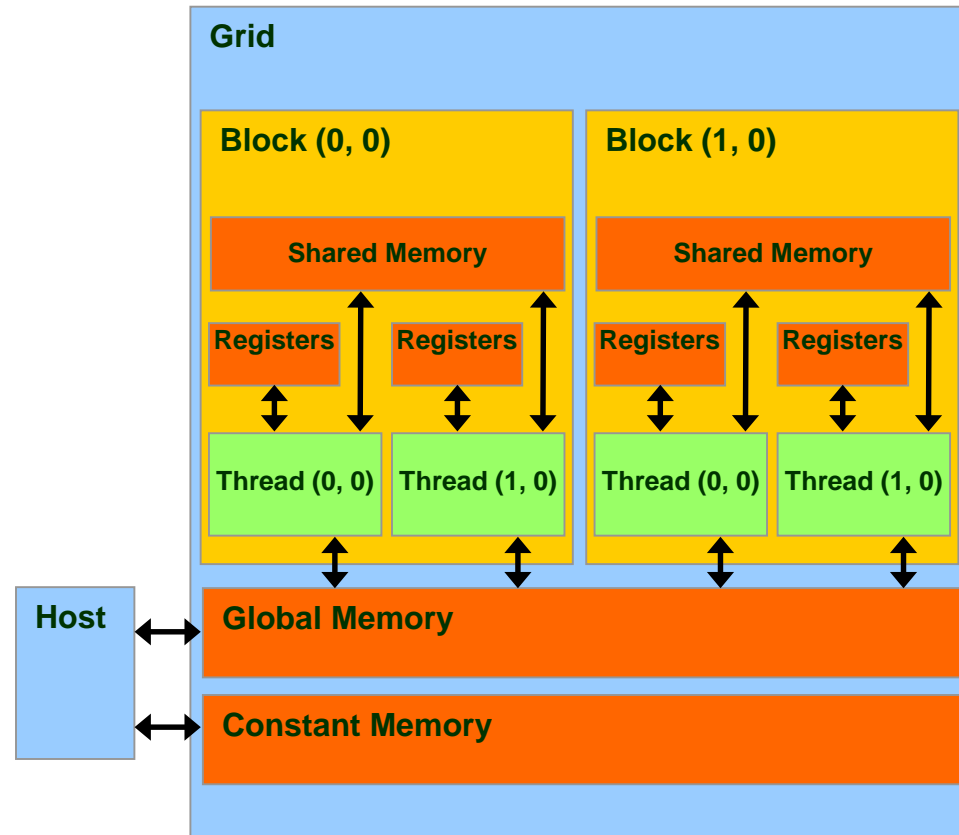 Grid
Block (0, 0)
Block (1, 0)
Shared Memory
Shared Memory
Registers
Registers
Registers
Registers
Thread (0, 0)
Thread (1, 0)
Thread (0, 0)
Thread (1, 0)
Host
Global Memory
Constant Memory